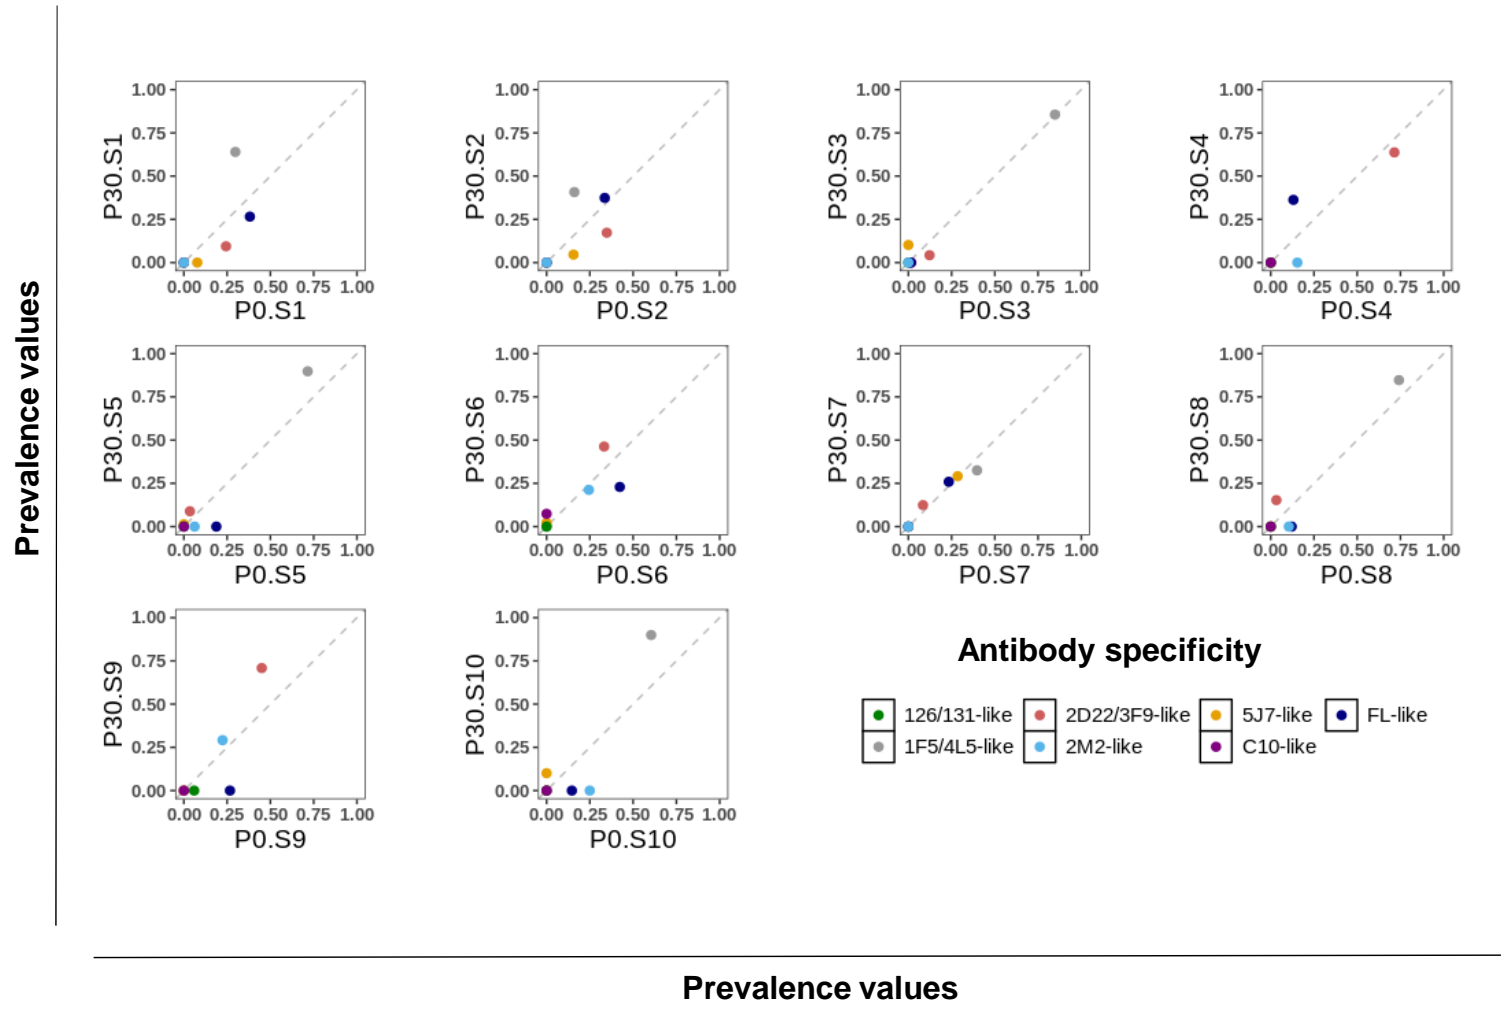 Prevalence values
P30.S1
1.00
0.75
0.50
0.25
0.00
0.00 0.25 0.50 0.75 1.00
P0.S1
P30.S2
1.00
0.75
0.50
0.25
0.00
0.00 0.25 0.50 0.75 1.00
P0.S2
P30.S3
1.00
0.75
0.50
0.25
0.00
0.00 0.25 0.50 0.75 1.00
P0.S3
P30.S4
1.00
0.75
0.50
0.25
0.00
0.00 0.25 0.50 0.75 1.00
P0.S4
P30.S5
1.00
0.75
0.50
0.25
0.00
0.00 0.25 0.50 0.75 1.00
P0.S5
P30.S6
1.00
0.75
0.50
0.25
0.00
0.00 0.25 0.50 0.75 1.00
P0.S6
P30.S7
1.00
0.75
0.50
0.25
0.00
0.00 0.25 0.50 0.75 1.00
P0.S7
P30.S8
1.00
0.75
0.50
0.25
0.00
0.00 0.25 0.50 0.75 1.00
P0.S8
P30.S9
1.00
0.75
0.50
0.25
0.00
0.00 0.25 0.50 0.75 1.00
P0.S9
P30.S10
1.00
0.75
0.50
0.25
0.00
0.00 0.25 0.50 0.75 1.00
P0.S10
Antibody specificity
126/131-like 2D22/3F9-like 5J7-like FL-like
1F5/4L5-like 2M2-like C10-like
Prevalence values